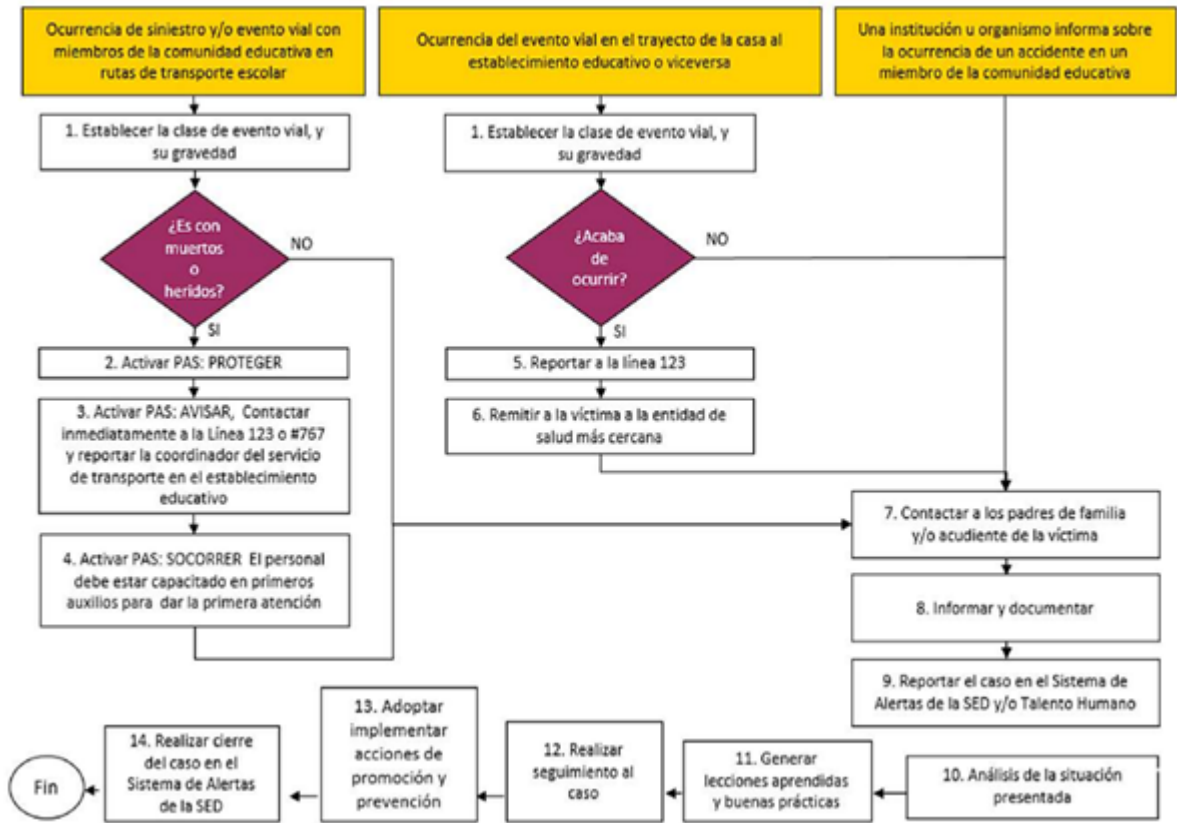 Ocurrencia de siniestro y/o evento vial con
miembros de la comunidad educativa en
rutas de transporte escolar
Ocurrencia del evento vial en el trayecto de la casa al
establecimiento educativo o viceversa
Una institución u organismo informa sobre
la ocurrencia de un accidente en un
miembro de la comunidad educativa
1. Establecer la clase de evento vial, y
su gravedad
¿Es con
muertos
o
heridos?
NO
SI
2. Activar PAS: PROTEGER
3. Activar PAS: AVISAR, Contactar
inmediatamente a la Línea 123 o #767
y reportar la coordinador del servicio
de transporte en el establecimiento
educativo
4. Activar PAS: SOCORRER El personal
debe estar capacitado en primeros
auxilios para dar la primera atención
1. Establecer la clase de evento vial, y
su gravedad
¿Acaba
de
ocurrir?
NO
SI
5. Reportar a la línea 123
6. Remitir a la víctima a la entidad de
salud más cercana
7. Contactar a los padres de familia
y/o acudiente de la víctima
8. Informar y documentar
9. Reportar el caso en el Sistema de
Alertas de la SED y/o Talento Humano
10. Análisis de la situación
presentada
11. Generar
lecciones aprendidas
y buenas prácticas
12. Realizar
seguimiento al
caso
13. Adoptar
implementar
acciones de
promoción y
prevención
14. Realizar cierre
del caso en el
Sistema de Alertas
de la SED
Fin